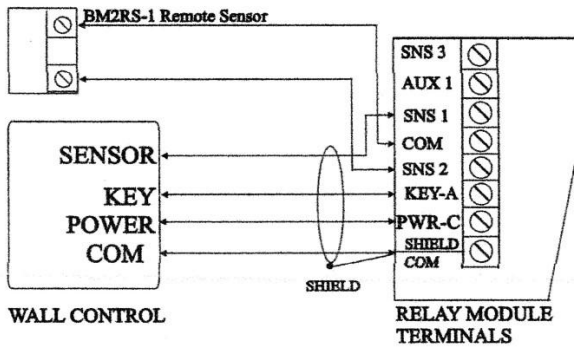 BM2RS-1 Remote Sensor
SNS 3
AUX 1
SNS 1
COM
SNS 2
KEY-A
PWR-C
SHIELD
COM
SENSOR
KEY
POWER
COM
SHIELD
WALL CONTROL
RELAY MODULE
TERMINALS